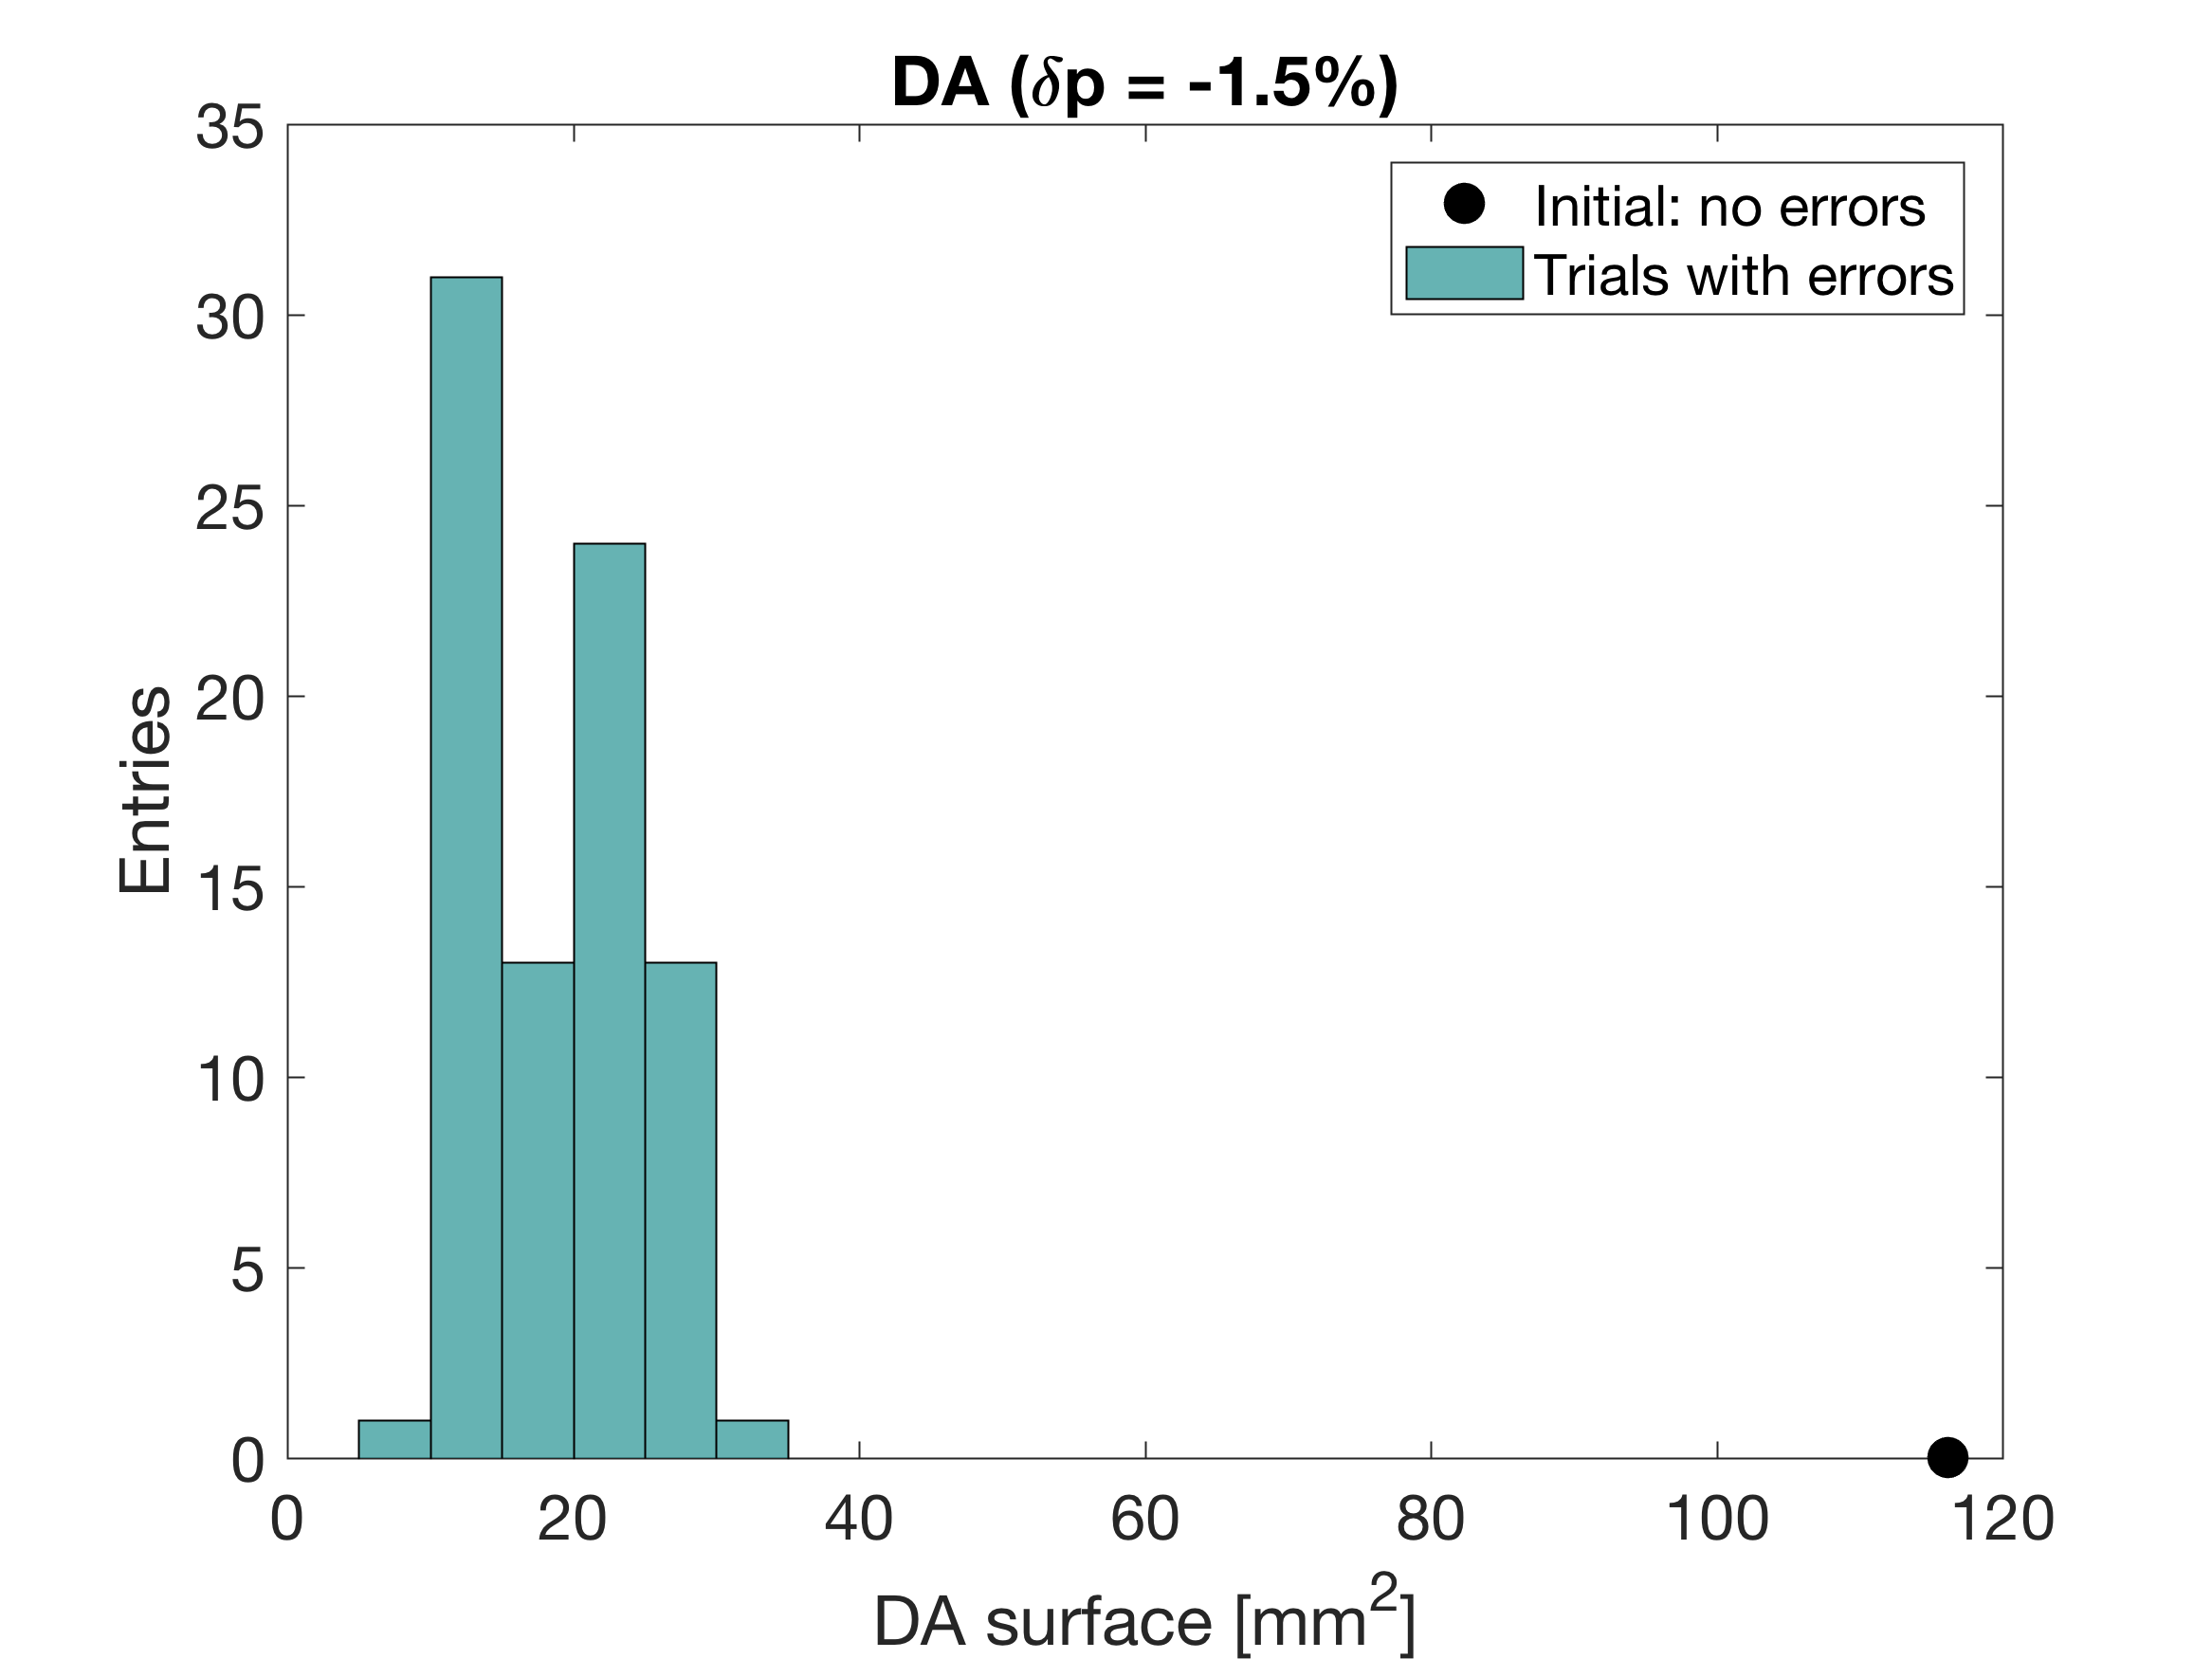 DA (δp = -1.5%)
35
30
25
20
15
10
5
0
Entries
Initial: no errors
Trials with errors
0 20 40 60 80 100 120
DA surface [mm²]